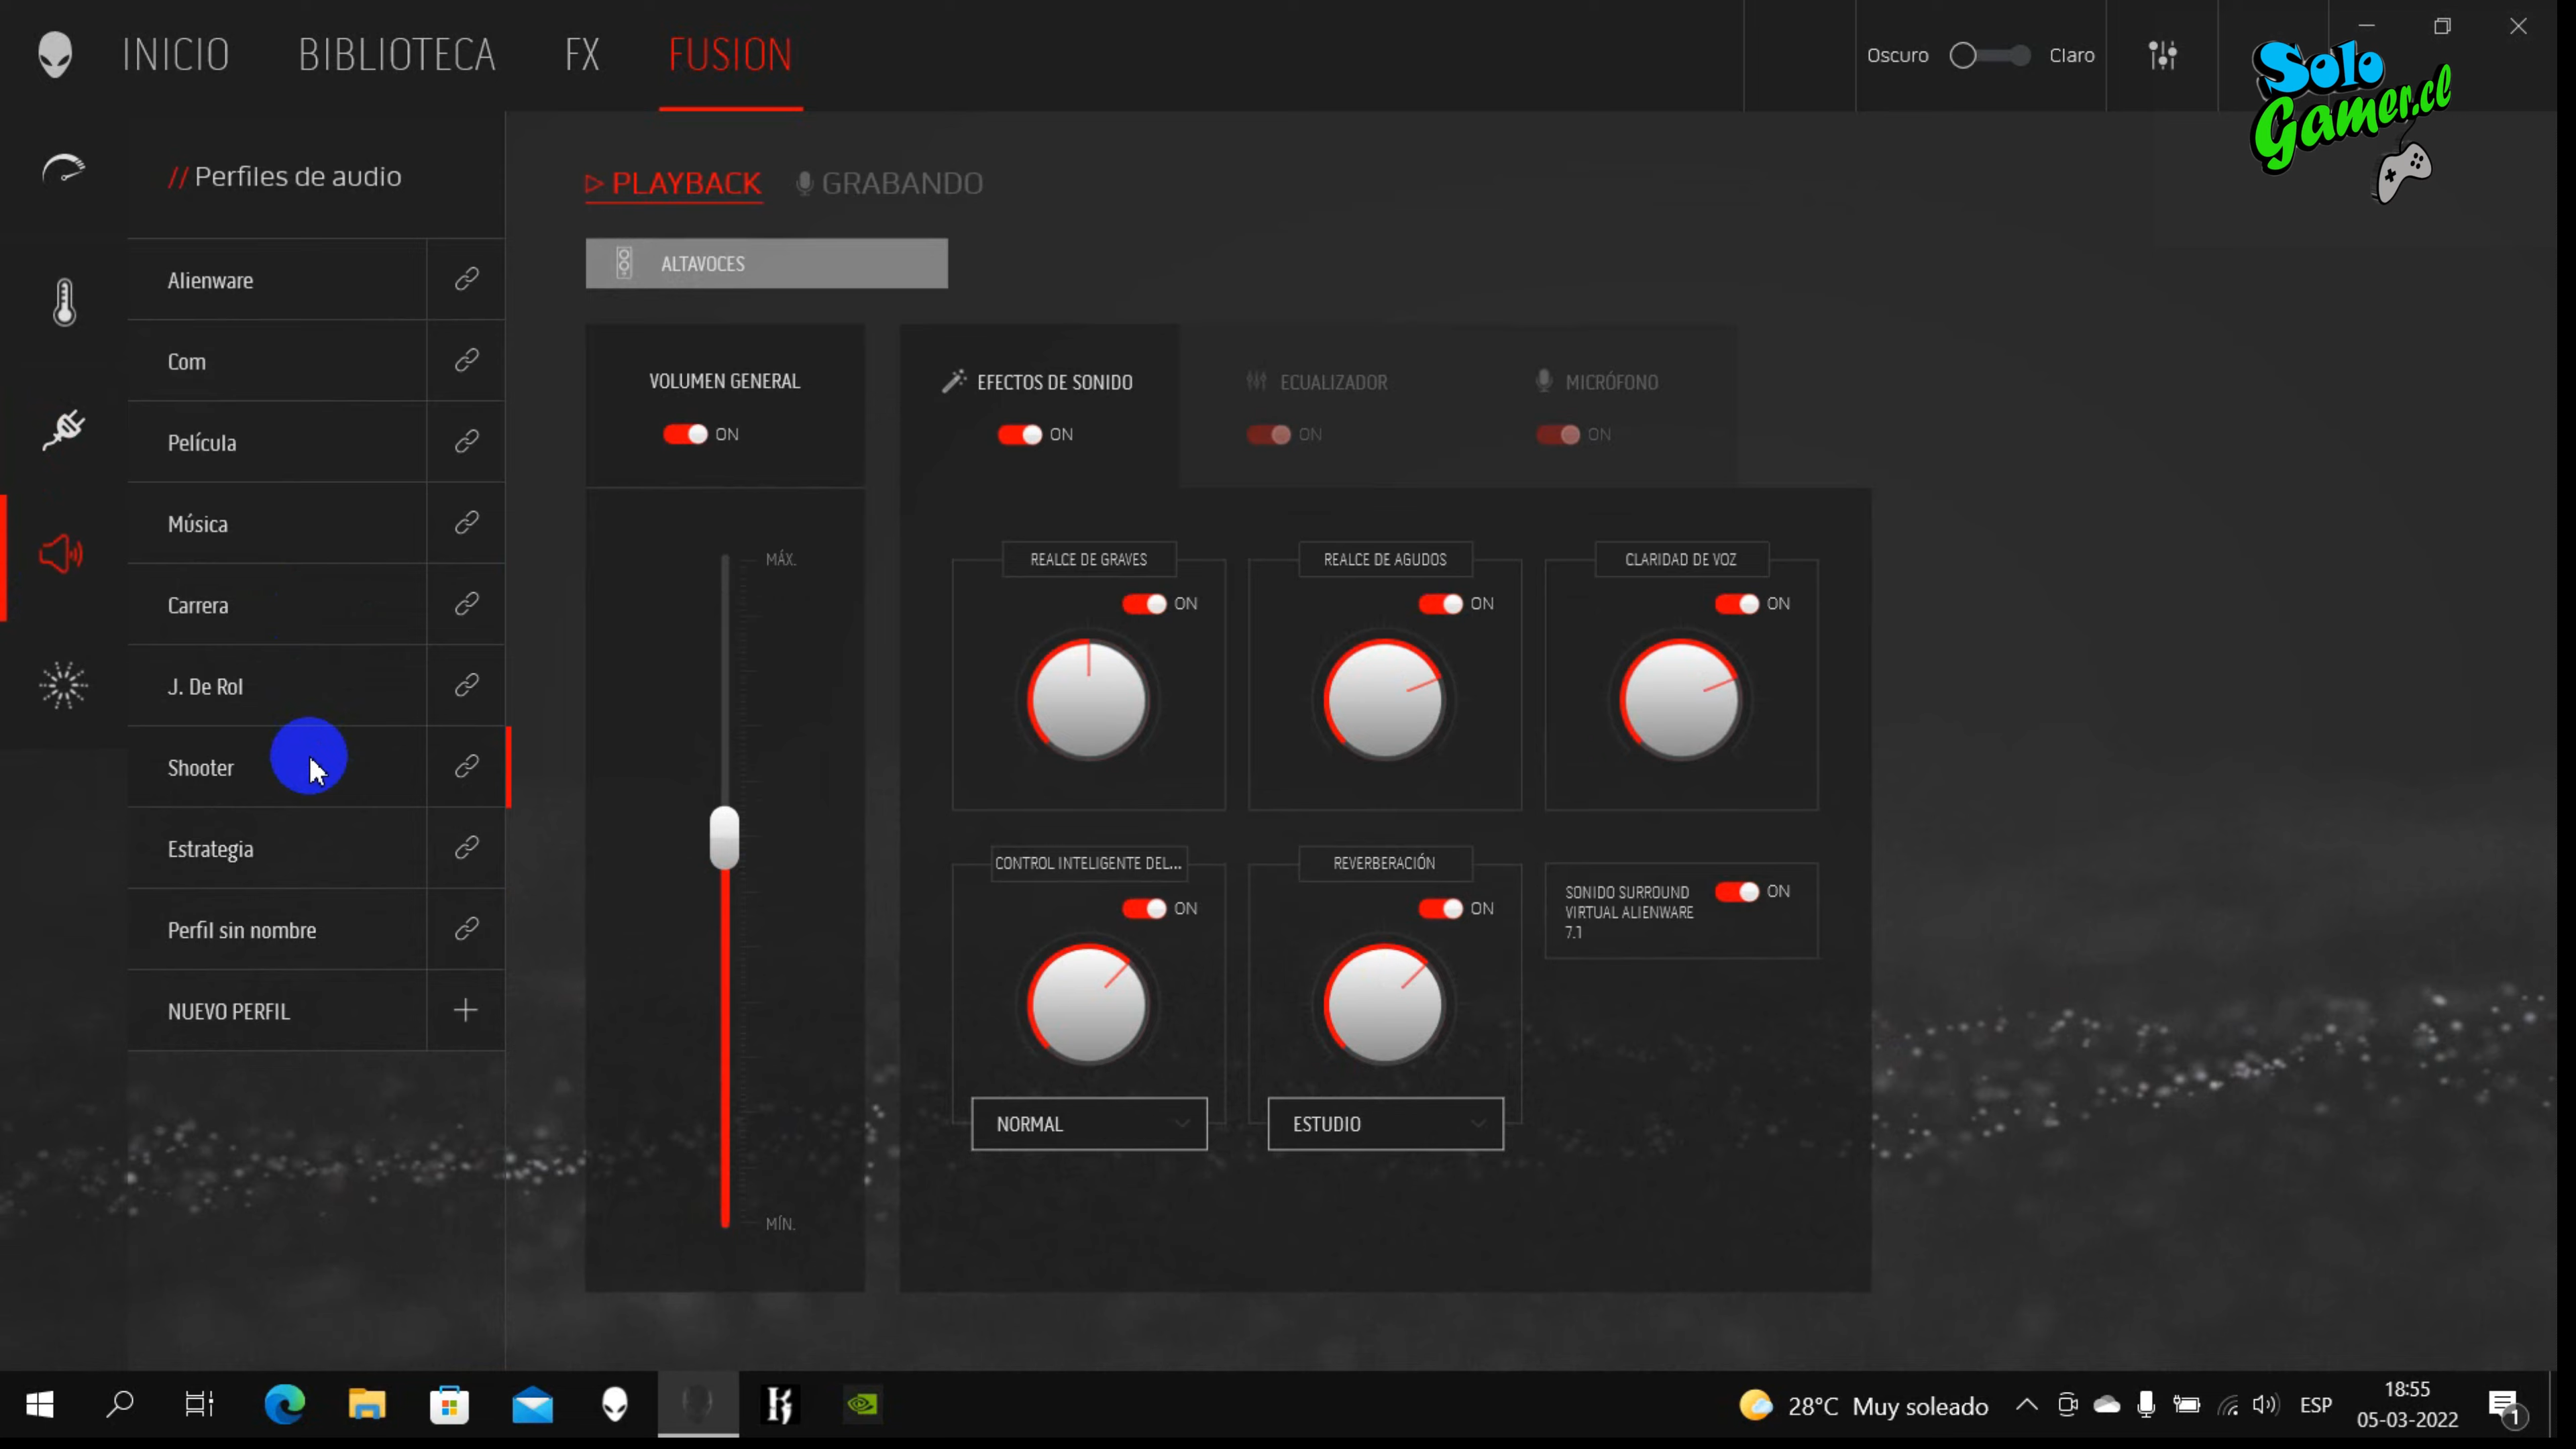 INICIO
BIBLIOTECA
FX
FUSION
Oscuro
Claro
Solo
Gamer.cl
// Perfiles de audio
PLAYBACK
GRABANDO
ALTAVOCES
Alienware
Com
Película
Música
Carrera
J. De Rol
Shooter
Estrategia
Perfil sin nombre
NUEVO PERFIL
VOLUMEN GENERAL
ON
MÁX.
MÍN.
EFECTOS DE SONIDO
ON
ECUALIZADOR
ON
MICRÓFONO
ON
REALCE DE GRAVES
ON
REALCE DE AGUDOS
ON
CLARIDAD DE VOZ
ON
CONTROL INTELIGENTE DEL...
ON
NORMAL
REVERBERACIÓN
ON
ESTUDIO
SONIDO SURROUND
VIRTUAL ALIENWARE
7.1
ON
28°C Muy soleado
ESP
18:55
05-03-2022
1